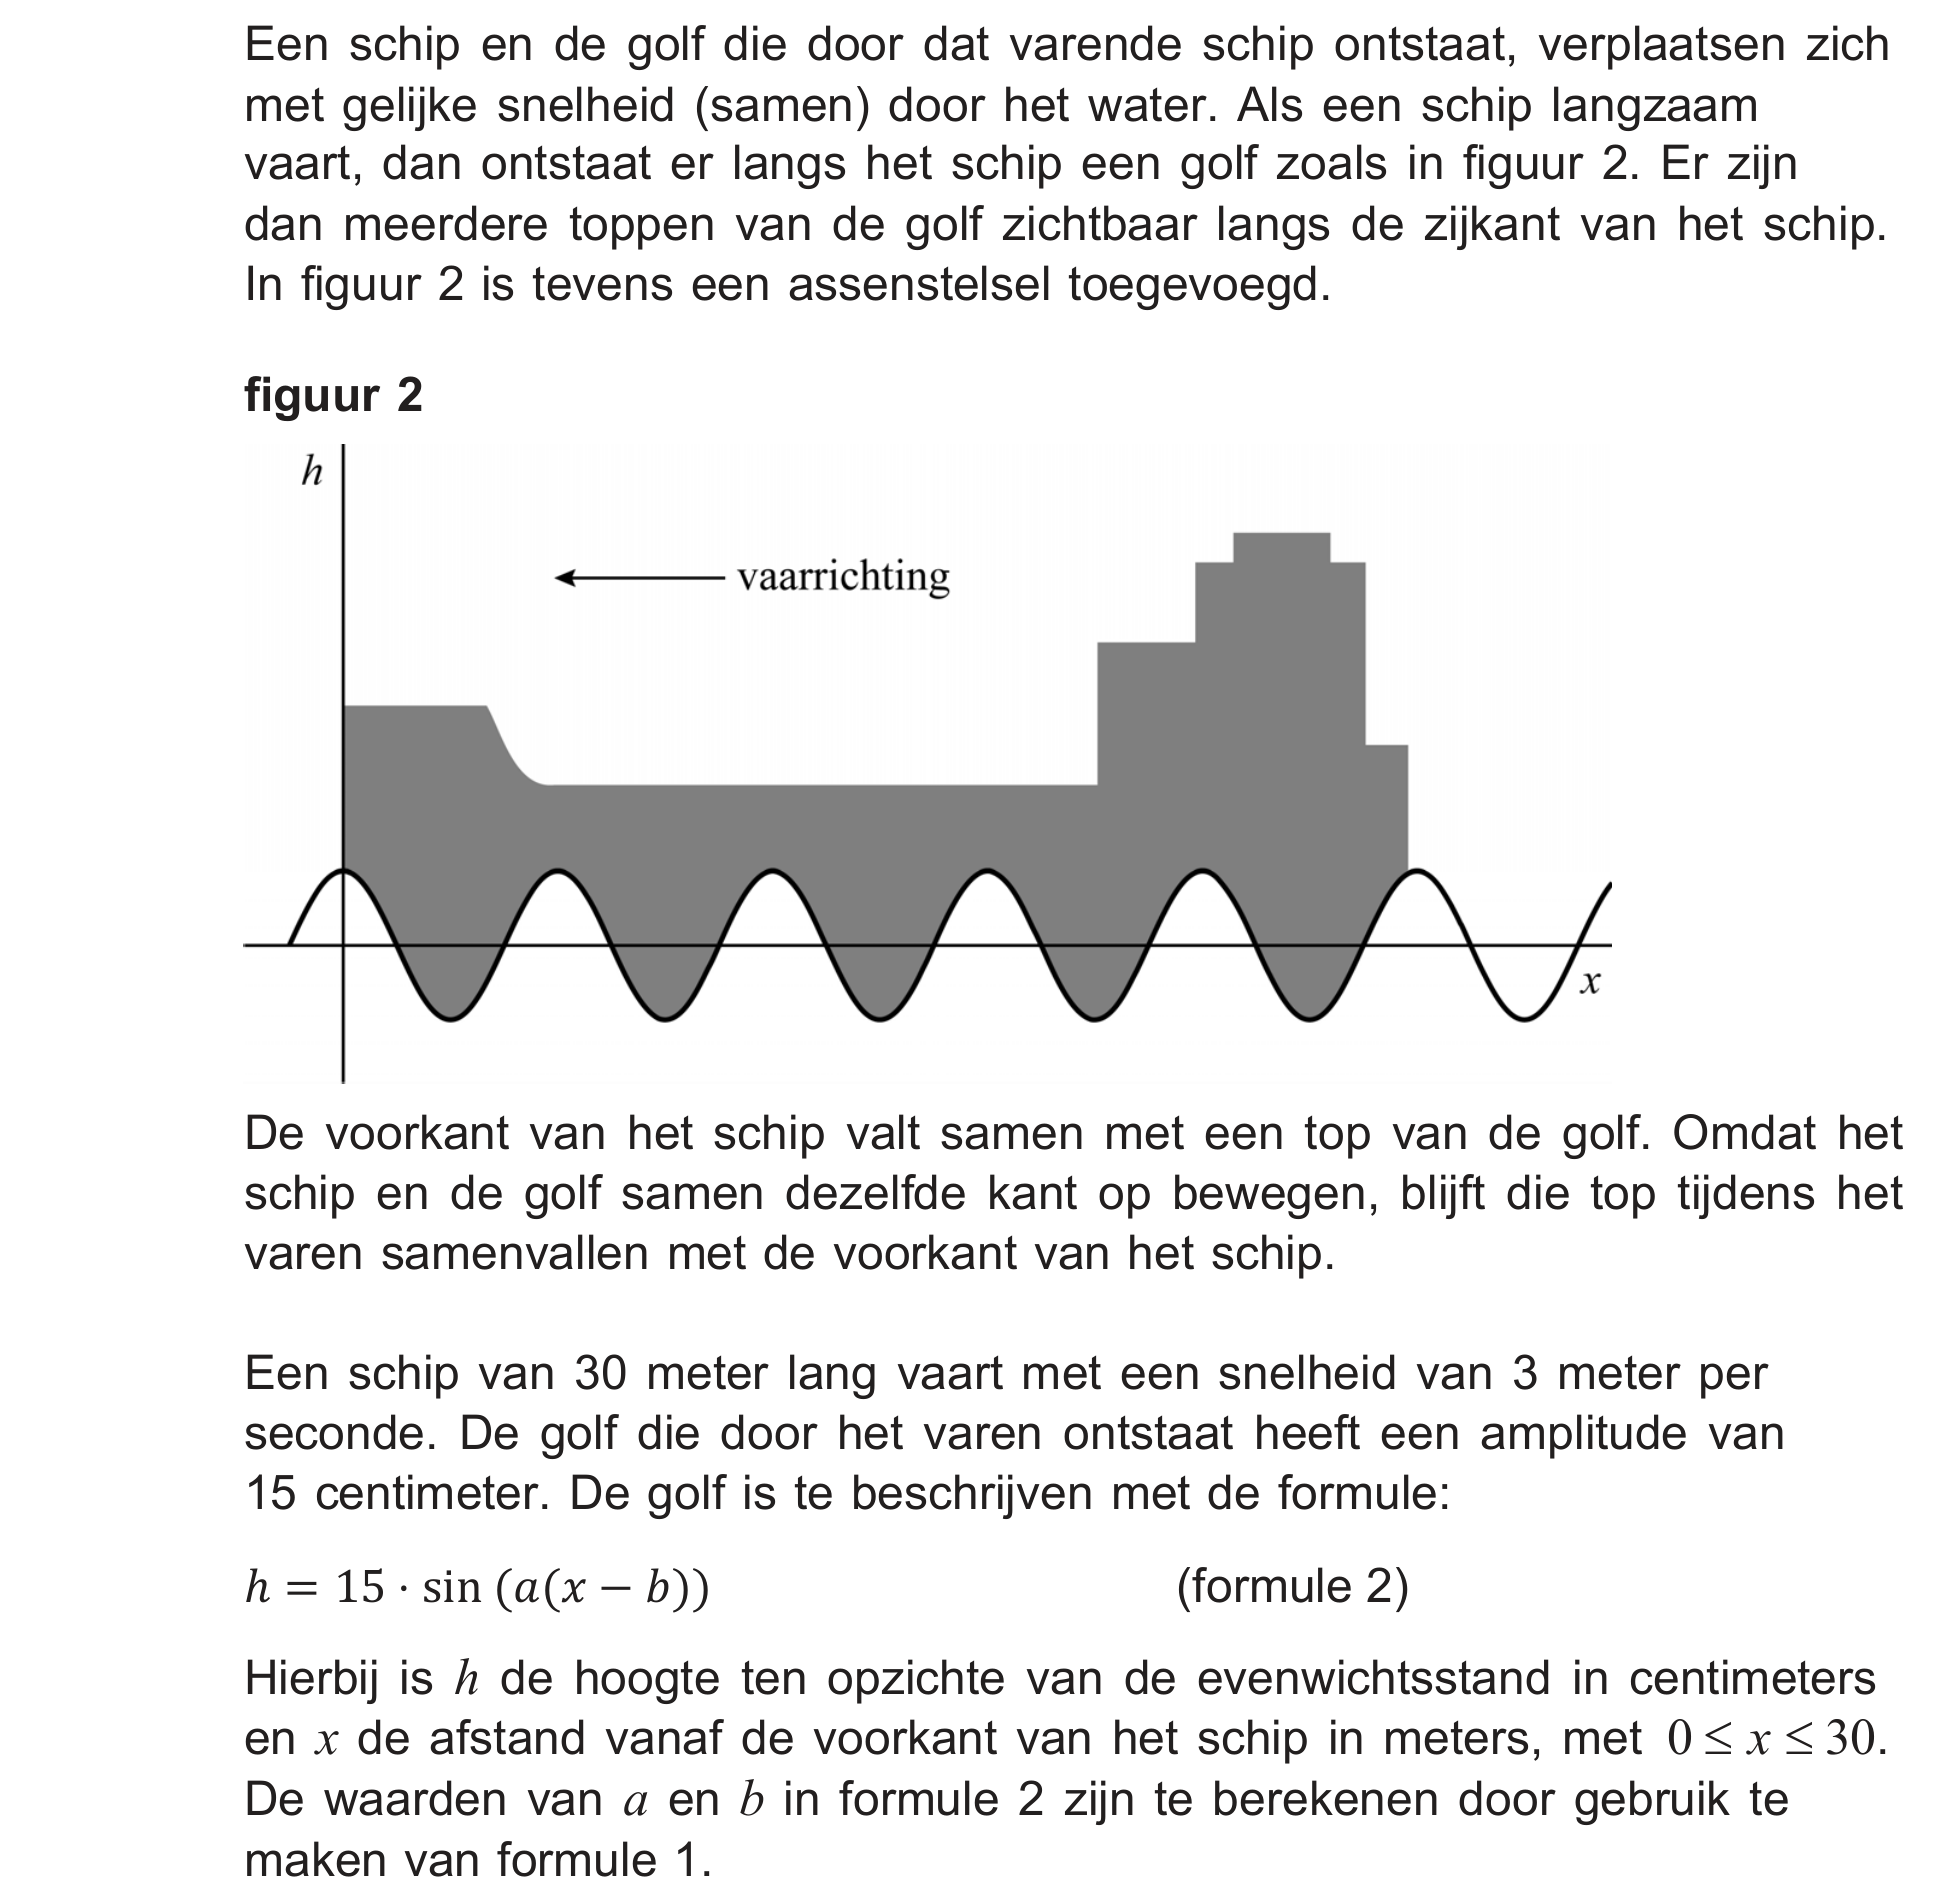 Een schip en de golf die door dat varende schip ontstaat, verplaatsen zich
met gelijke snelheid (samen) door het water. Als een schip langzaam
vaart, dan ontstaat er langs het schip een golf zoals in figuur 2. Er zijn
dan meerdere toppen van de golf zichtbaar langs de zijkant van het schip.
In figuur 2 is tevens een assenstelsel toegevoegd.
figuur 2
h
vaarrichting
x
De voorkant van het schip valt samen met een top van de golf. Omdat het
schip en de golf samen dezelfde kant op bewegen, blijft die top tijdens het
varen samenvallen met de voorkant van het schip.
Een schip van 30 meter lang vaart met een snelheid van 3 meter per
seconde. De golf die door het varen ontstaat heeft een amplitude van
15 centimeter. De golf is te beschrijven met de formule:
h = 15 · sin (a(x − b)) (formule 2)
Hierbij is h de hoogte ten opzichte van de evenwichtsstand in centimeters
en x de afstand vanaf de voorkant van het schip in meters, met 0 ≤ x ≤ 30.
De waarden van a en b in formule 2 zijn te berekenen door gebruik te
maken van formule 1.